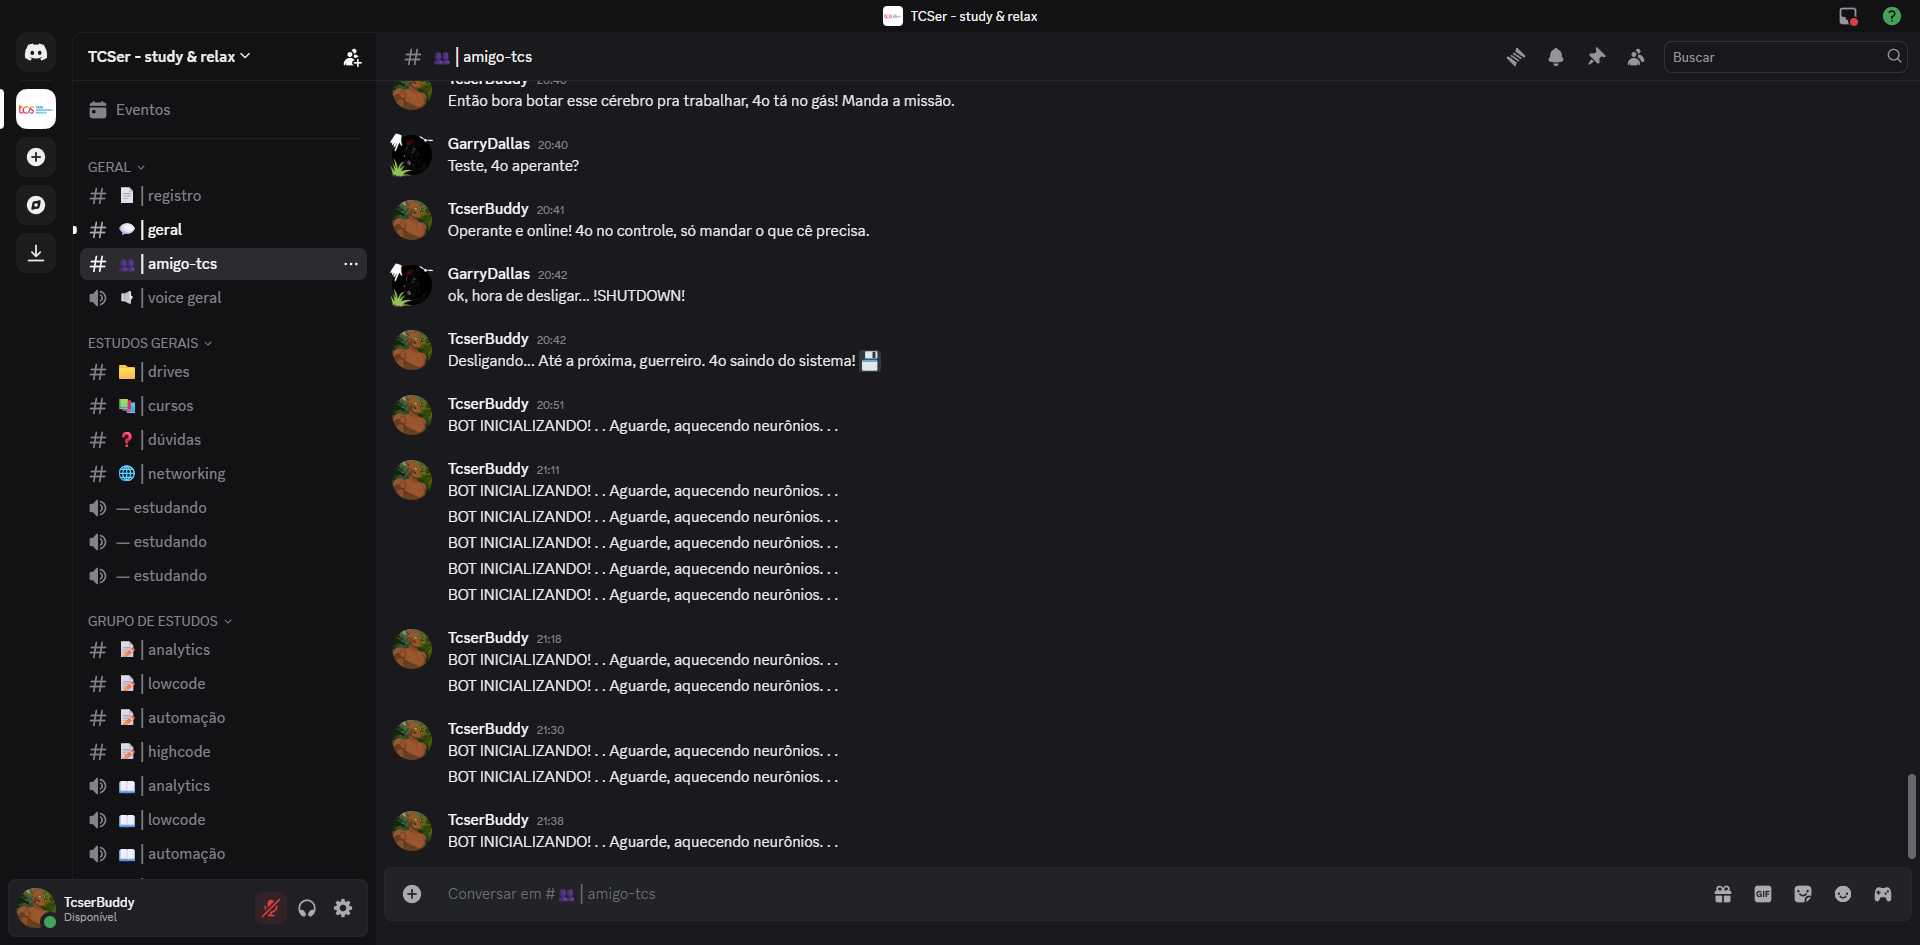 TCSer - study & relax
TCSer - study & relax
Eventos
GERAL
registro
geral
amigo-tcs
voice geral
ESTUDOS GERAIS
drives
cursos
dúvidas
networking
— estudando
— estudando
— estudando
GRUPO DE ESTUDOS
analytics
lowcode
automação
highcode
analytics
lowcode
automação
TcserBuddy
Disponível
# | amigo-tcs
Buscar
TcserBuddy 20:40
Então bora botar esse cérebro pra trabalhar, 4o tá no gás! Manda a missão.
GarryDallas 20:40
Teste, 4o aperante?
TcserBuddy 20:41
Operante e online! 4o no controle, só mandar o que cê precisa.
GarryDallas 20:42
ok, hora de desligar... !SHUTDOWN!
TcserBuddy 20:42
Desligando... Até a próxima, guerreiro. 4o saindo do sistema! 💾
TcserBuddy 20:51
BOT INICIALIZANDO! . . Aguarde, aquecendo neurônios. . .
TcserBuddy 21:11
BOT INICIALIZANDO! . . Aguarde, aquecendo neurônios. . .
BOT INICIALIZANDO! . . Aguarde, aquecendo neurônios. . .
BOT INICIALIZANDO! . . Aguarde, aquecendo neurônios. . .
BOT INICIALIZANDO! . . Aguarde, aquecendo neurônios. . .
BOT INICIALIZANDO! . . Aguarde, aquecendo neurônios. . .
TcserBuddy 21:18
BOT INICIALIZANDO! . . Aguarde, aquecendo neurônios. . .
BOT INICIALIZANDO! . . Aguarde, aquecendo neurônios. . .
TcserBuddy 21:30
BOT INICIALIZANDO! . . Aguarde, aquecendo neurônios. . .
BOT INICIALIZANDO! . . Aguarde, aquecendo neurônios. . .
TcserBuddy 21:38
BOT INICIALIZANDO! . . Aguarde, aquecendo neurônios. . .
Conversar em # 👥 | amigo-tcs
GIF